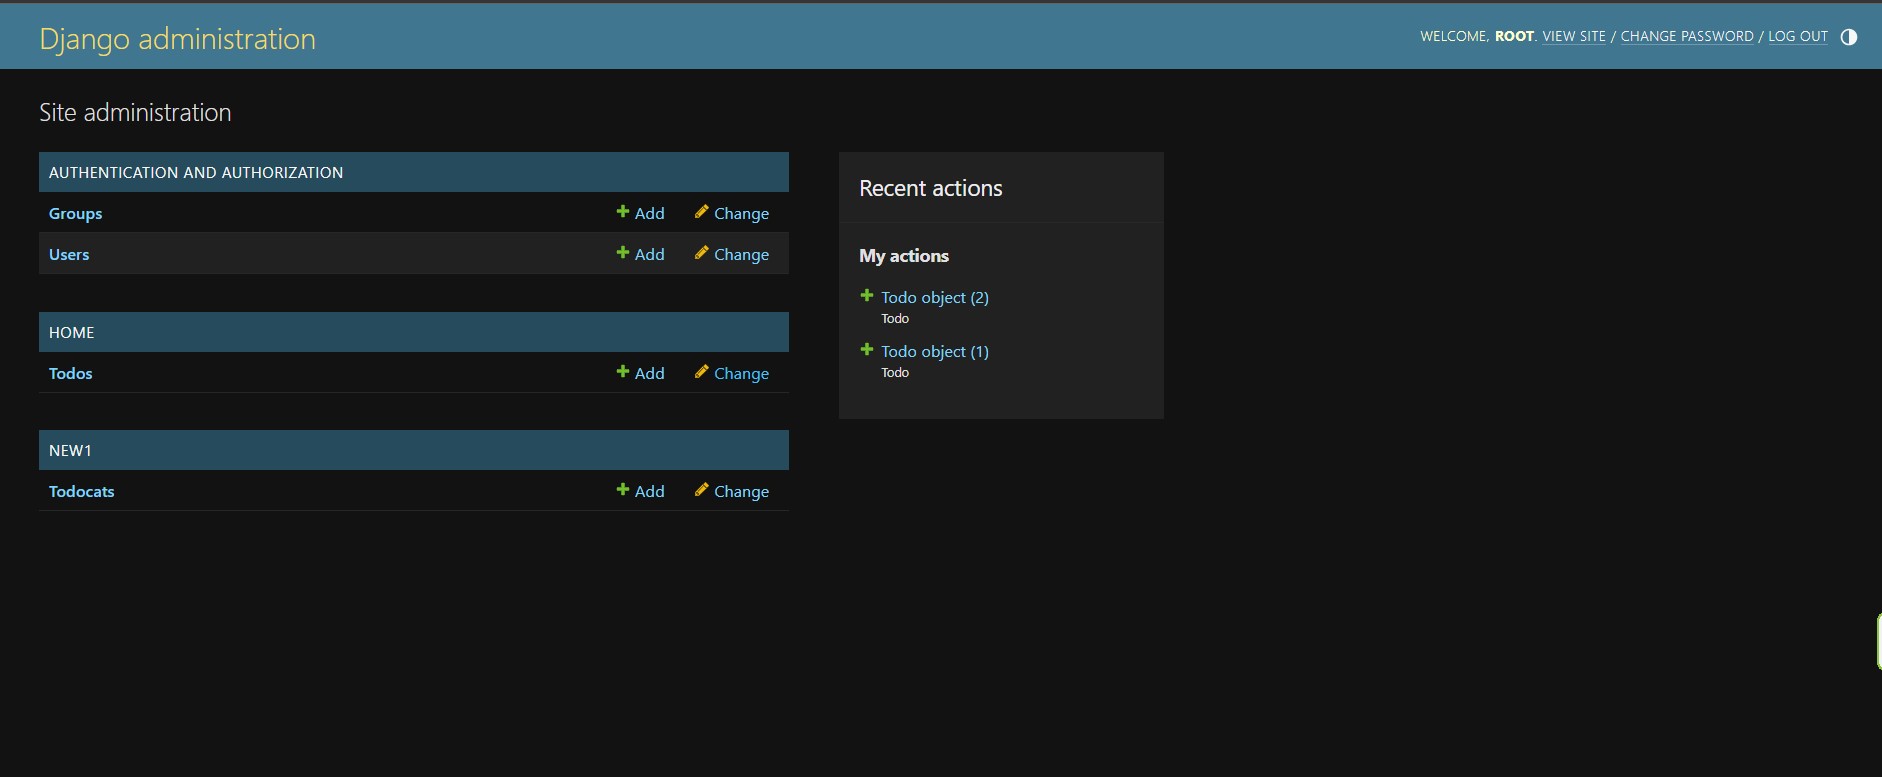 Django administration
WELCOME, ROOT. VIEW SITE / CHANGE PASSWORD / LOG OUT
Site administration
AUTHENTICATION AND AUTHORIZATION
Groups Add Change
Users Add Change
HOME
Todos Add Change
NEW1
Todocats Add Change
Recent actions
My actions
Todo object (2)
Todo
Todo object (1)
Todo